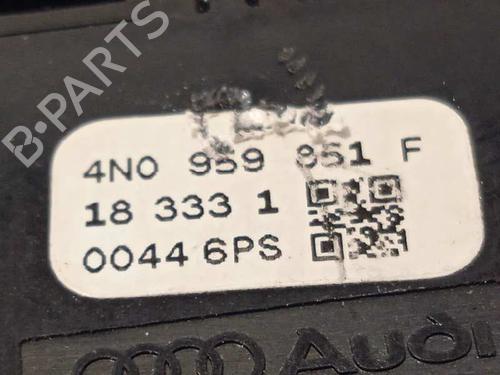 B-PARTS
4N0 959 851 F
18 333 1
0044 6PS
Audi